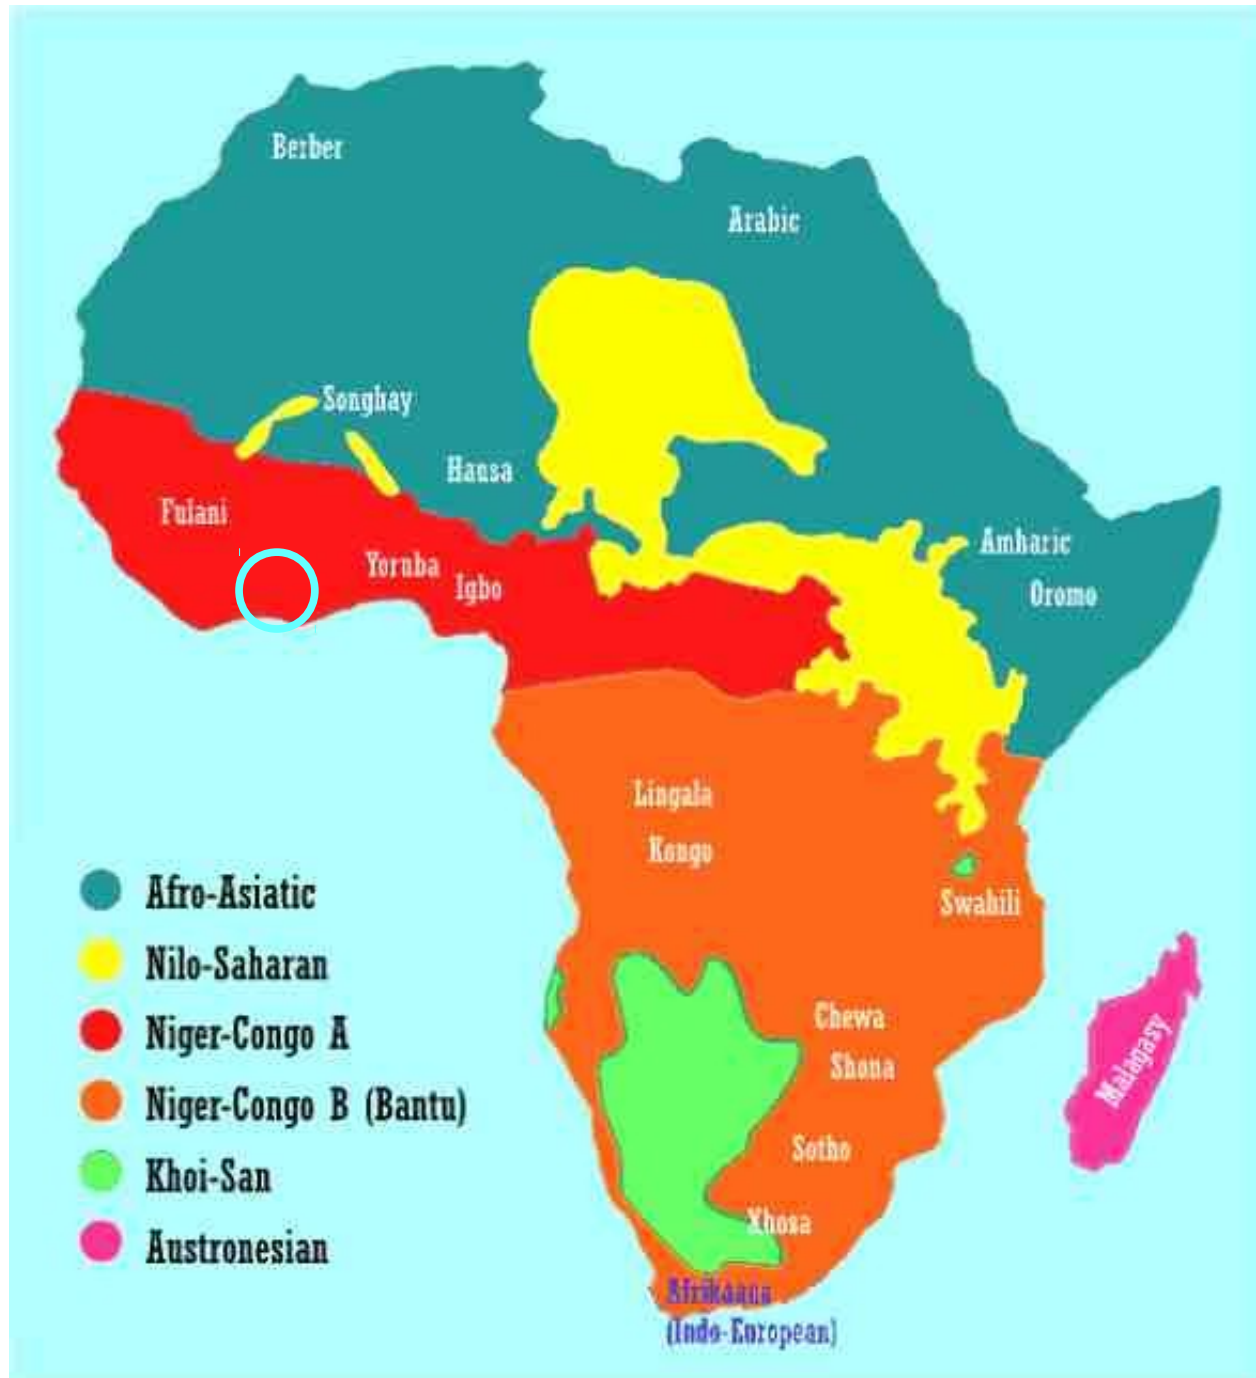 Berber
Arabic
Songhay
Hausa
Fulani
Yoruba
Igbo
Amharic
Oromo
Lingala
Kongo
Swahili
Chewa
Shona
Malagasy
Sotho
Xhosa
Afrikaans
(Indo-European)
Afro-Asiatic
Nilo-Saharan
Niger-Congo A
Niger-Congo B (Bantu)
Khoi-San
Austronesian